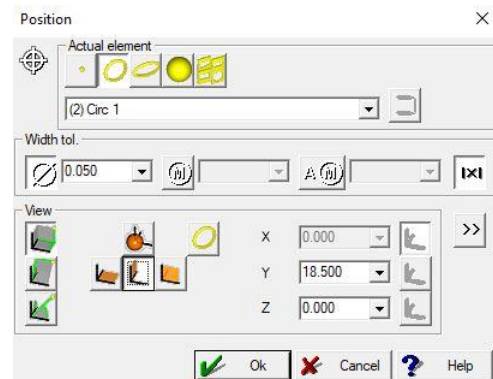 Position
Actual element
(2) Circ 1
Width tol.
0.050
M
A M
View
X 0.000
Y 18.500
Z 0.000
>>
Ok Cancel ? Help